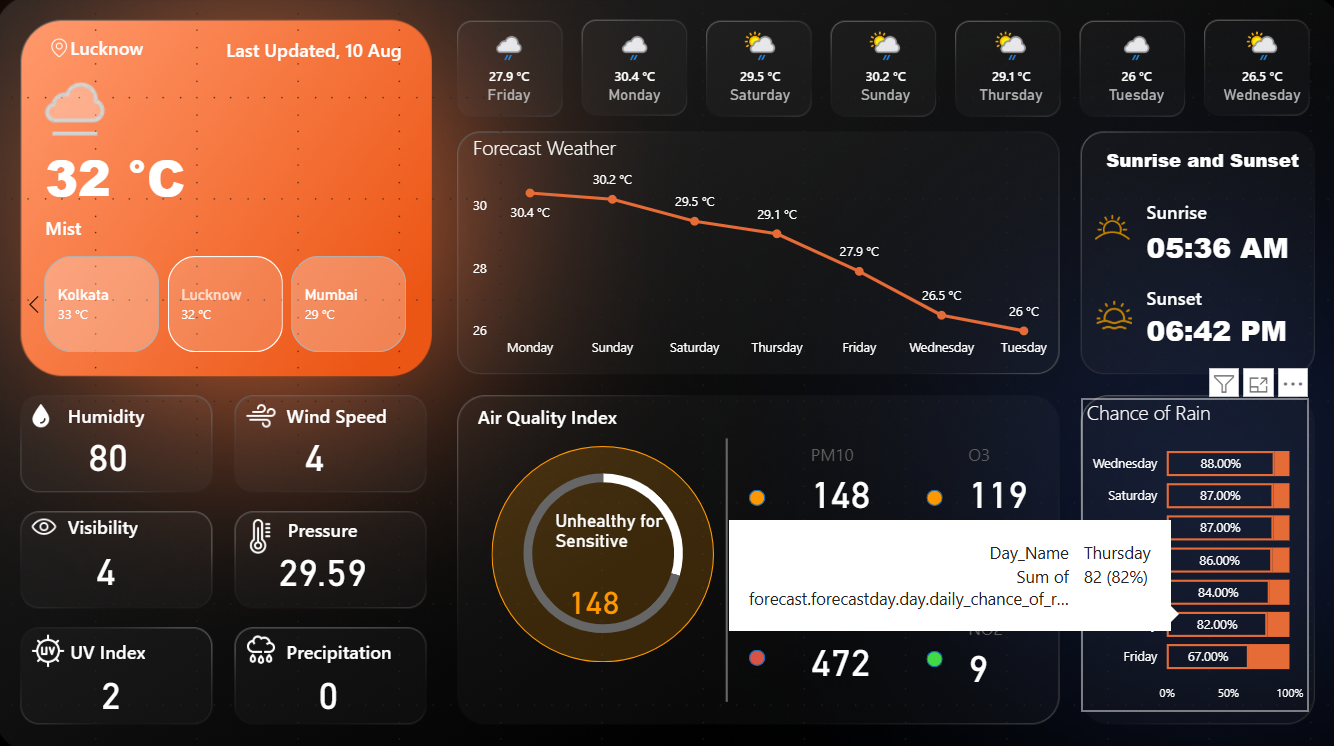 Lucknow
Last Updated, 10 Aug
32 °C
Mist
Kolkata
33 °C
Lucknow
32 °C
Mumbai
29 °C
27.9 °C
Friday
30.4 °C
Monday
29.5 °C
Saturday
30.2 °C
Sunday
29.1 °C
Thursday
26 °C
Tuesday
26.5 °C
Wednesday
Forecast Weather
30
28
26
30.4 °C
30.2 °C
29.5 °C
29.1 °C
27.9 °C
26.5 °C
26 °C
Monday
Sunday
Saturday
Thursday
Friday
Wednesday
Tuesday
Sunrise and Sunset
Sunrise
05:36 AM
Sunset
06:42 PM
Humidity
80
Wind Speed
4
Visibility
4
Pressure
29.59
UV
UV Index
2
Precipitation
0
Air Quality Index
Unhealthy for
Sensitive
148
PM10
148
O3
119
472
NO2
9
Day_Name Thursday
Sum of 82 (82%)
forecast.forecastday.day.daily_chance_of_r...
Chance of Rain
Wednesday 88.00%
Saturday 87.00%
87.00%
86.00%
84.00%
82.00%
Friday 67.00%
0% 50% 100%